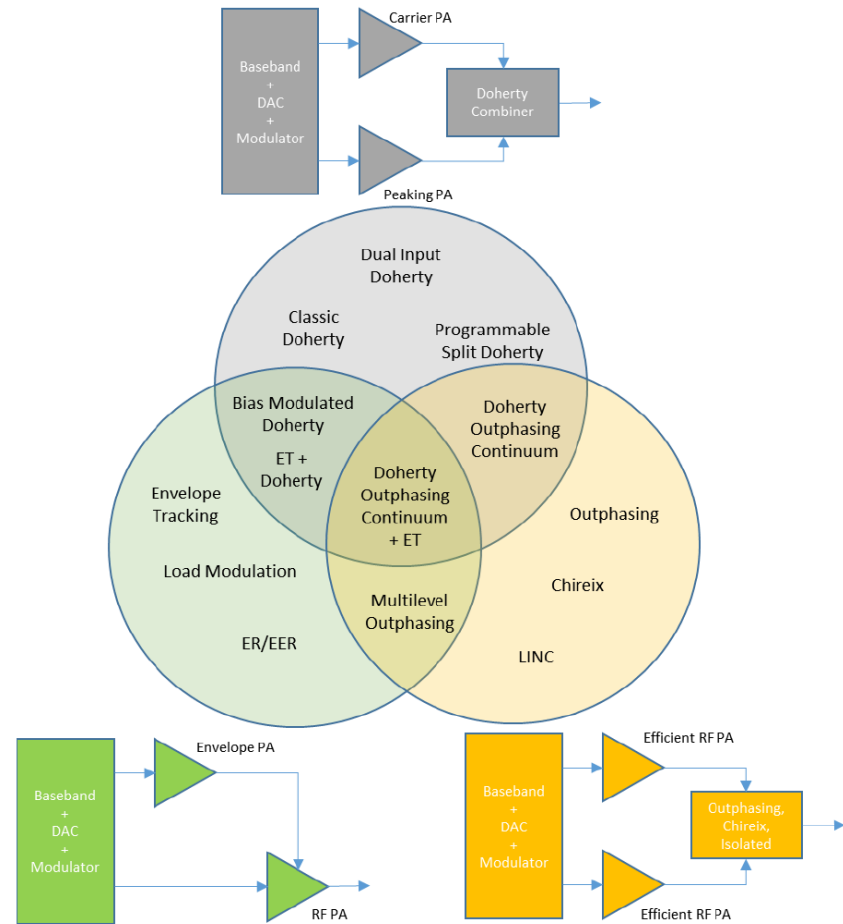 Carrier PA
Baseband
+
DAC
+
Modulator
Doherty
Combiner
Peaking PA
Dual Input
Doherty
Classic
Doherty
Programmable
Split Doherty
Bias Modulated
Doherty
ET +
Doherty
Doherty
Outphasing
Continuum
Doherty
Outphasing
Continuum
+ ET
Envelope
Tracking
Outphasing
Load Modulation
Chireix
Multilevel
Outphasing
ER/EER
LINC
Envelope PA
Baseband
+
DAC
+
Modulator
RF PA
Efficient RF PA
Baseband
+
DAC
+
Modulator
Outphasing,
Chireix,
Isolated
Efficient RF PA